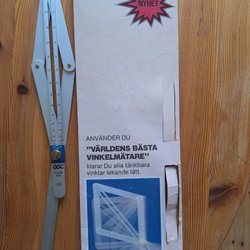 NYHET
ANVÄNDER DU
"VÄRLDENS BÄSTA
VINKELMÄTARE"
klarar Du alla tänkbara
vinklar lekande lätt.